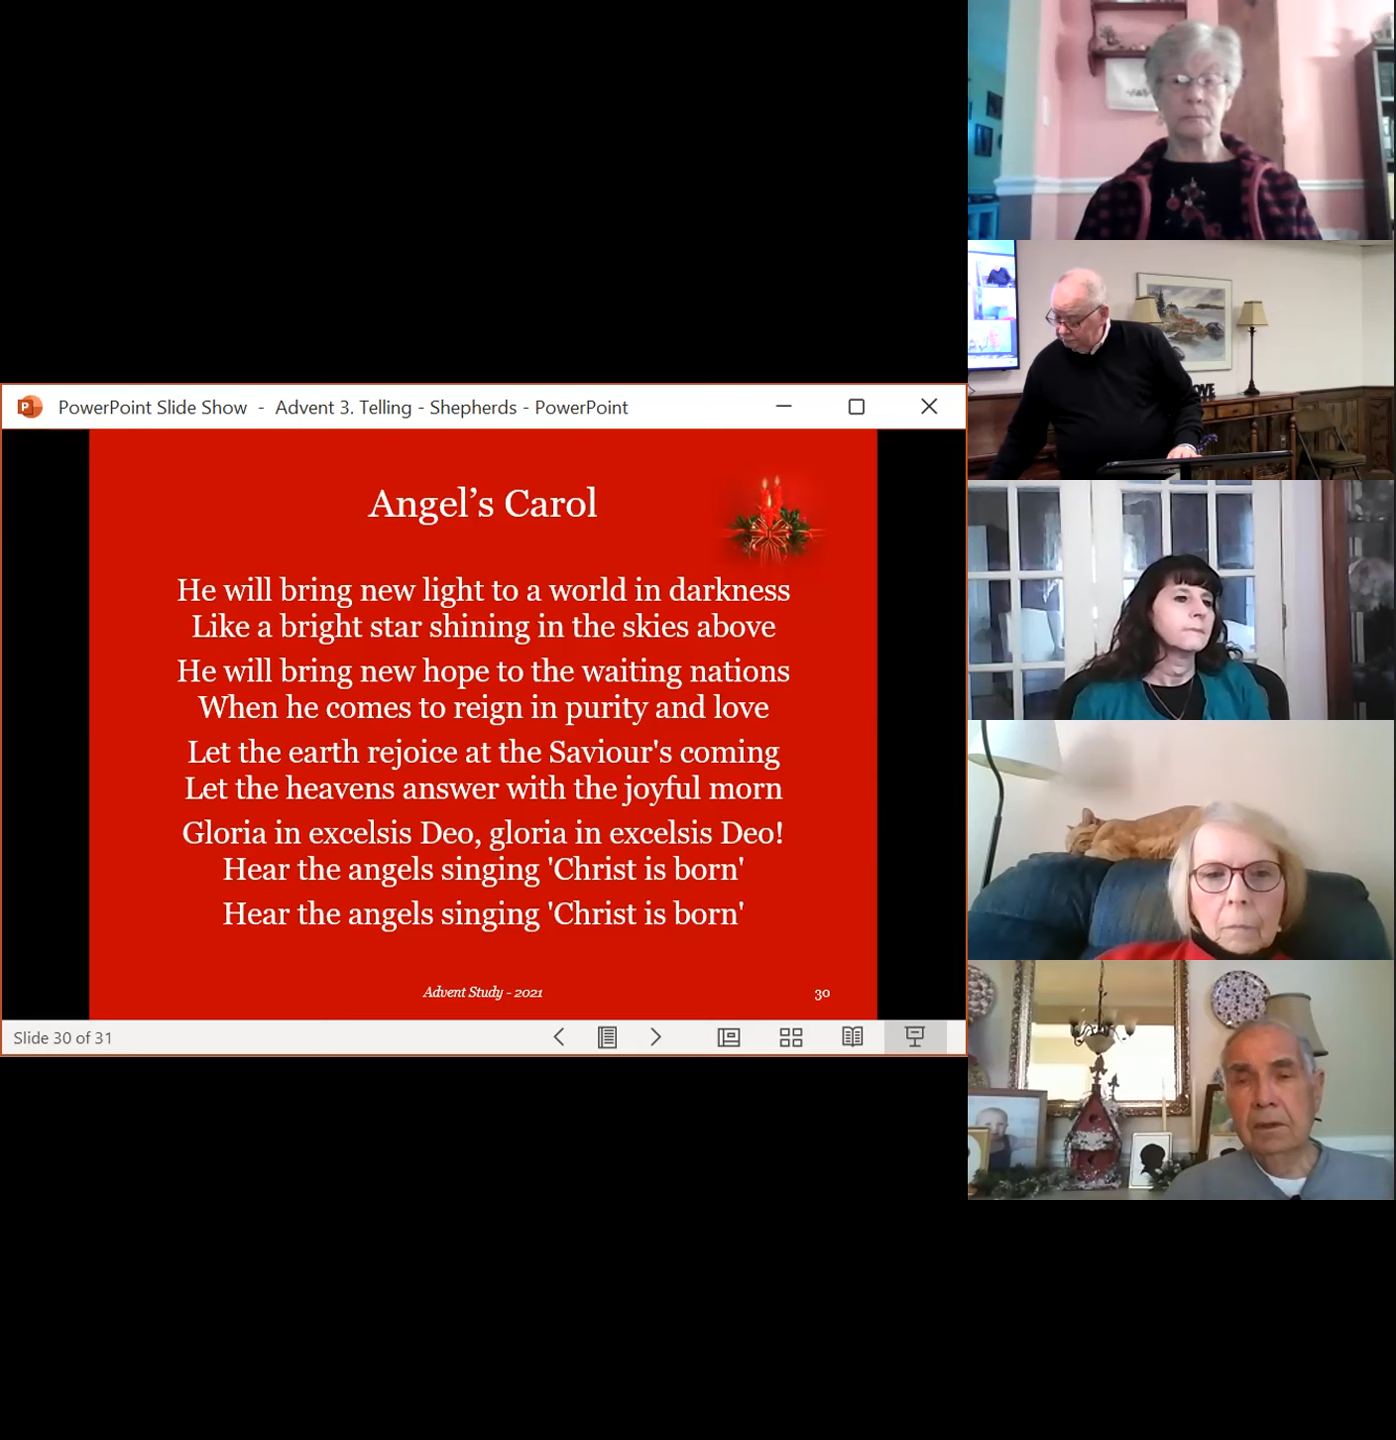 PowerPoint Slide Show - Advent 3. Telling - Shepherds - PowerPoint
Angel’s Carol
He will bring new light to a world in darkness
Like a bright star shining in the skies above
He will bring new hope to the waiting nations
When he comes to reign in purity and love
Let the earth rejoice at the Saviour's coming
Let the heavens answer with the joyful morn
Gloria in excelsis Deo, gloria in excelsis Deo!
Hear the angels singing 'Christ is born'
Hear the angels singing 'Christ is born'
Advent Study - 2021
30
Slide 30 of 31